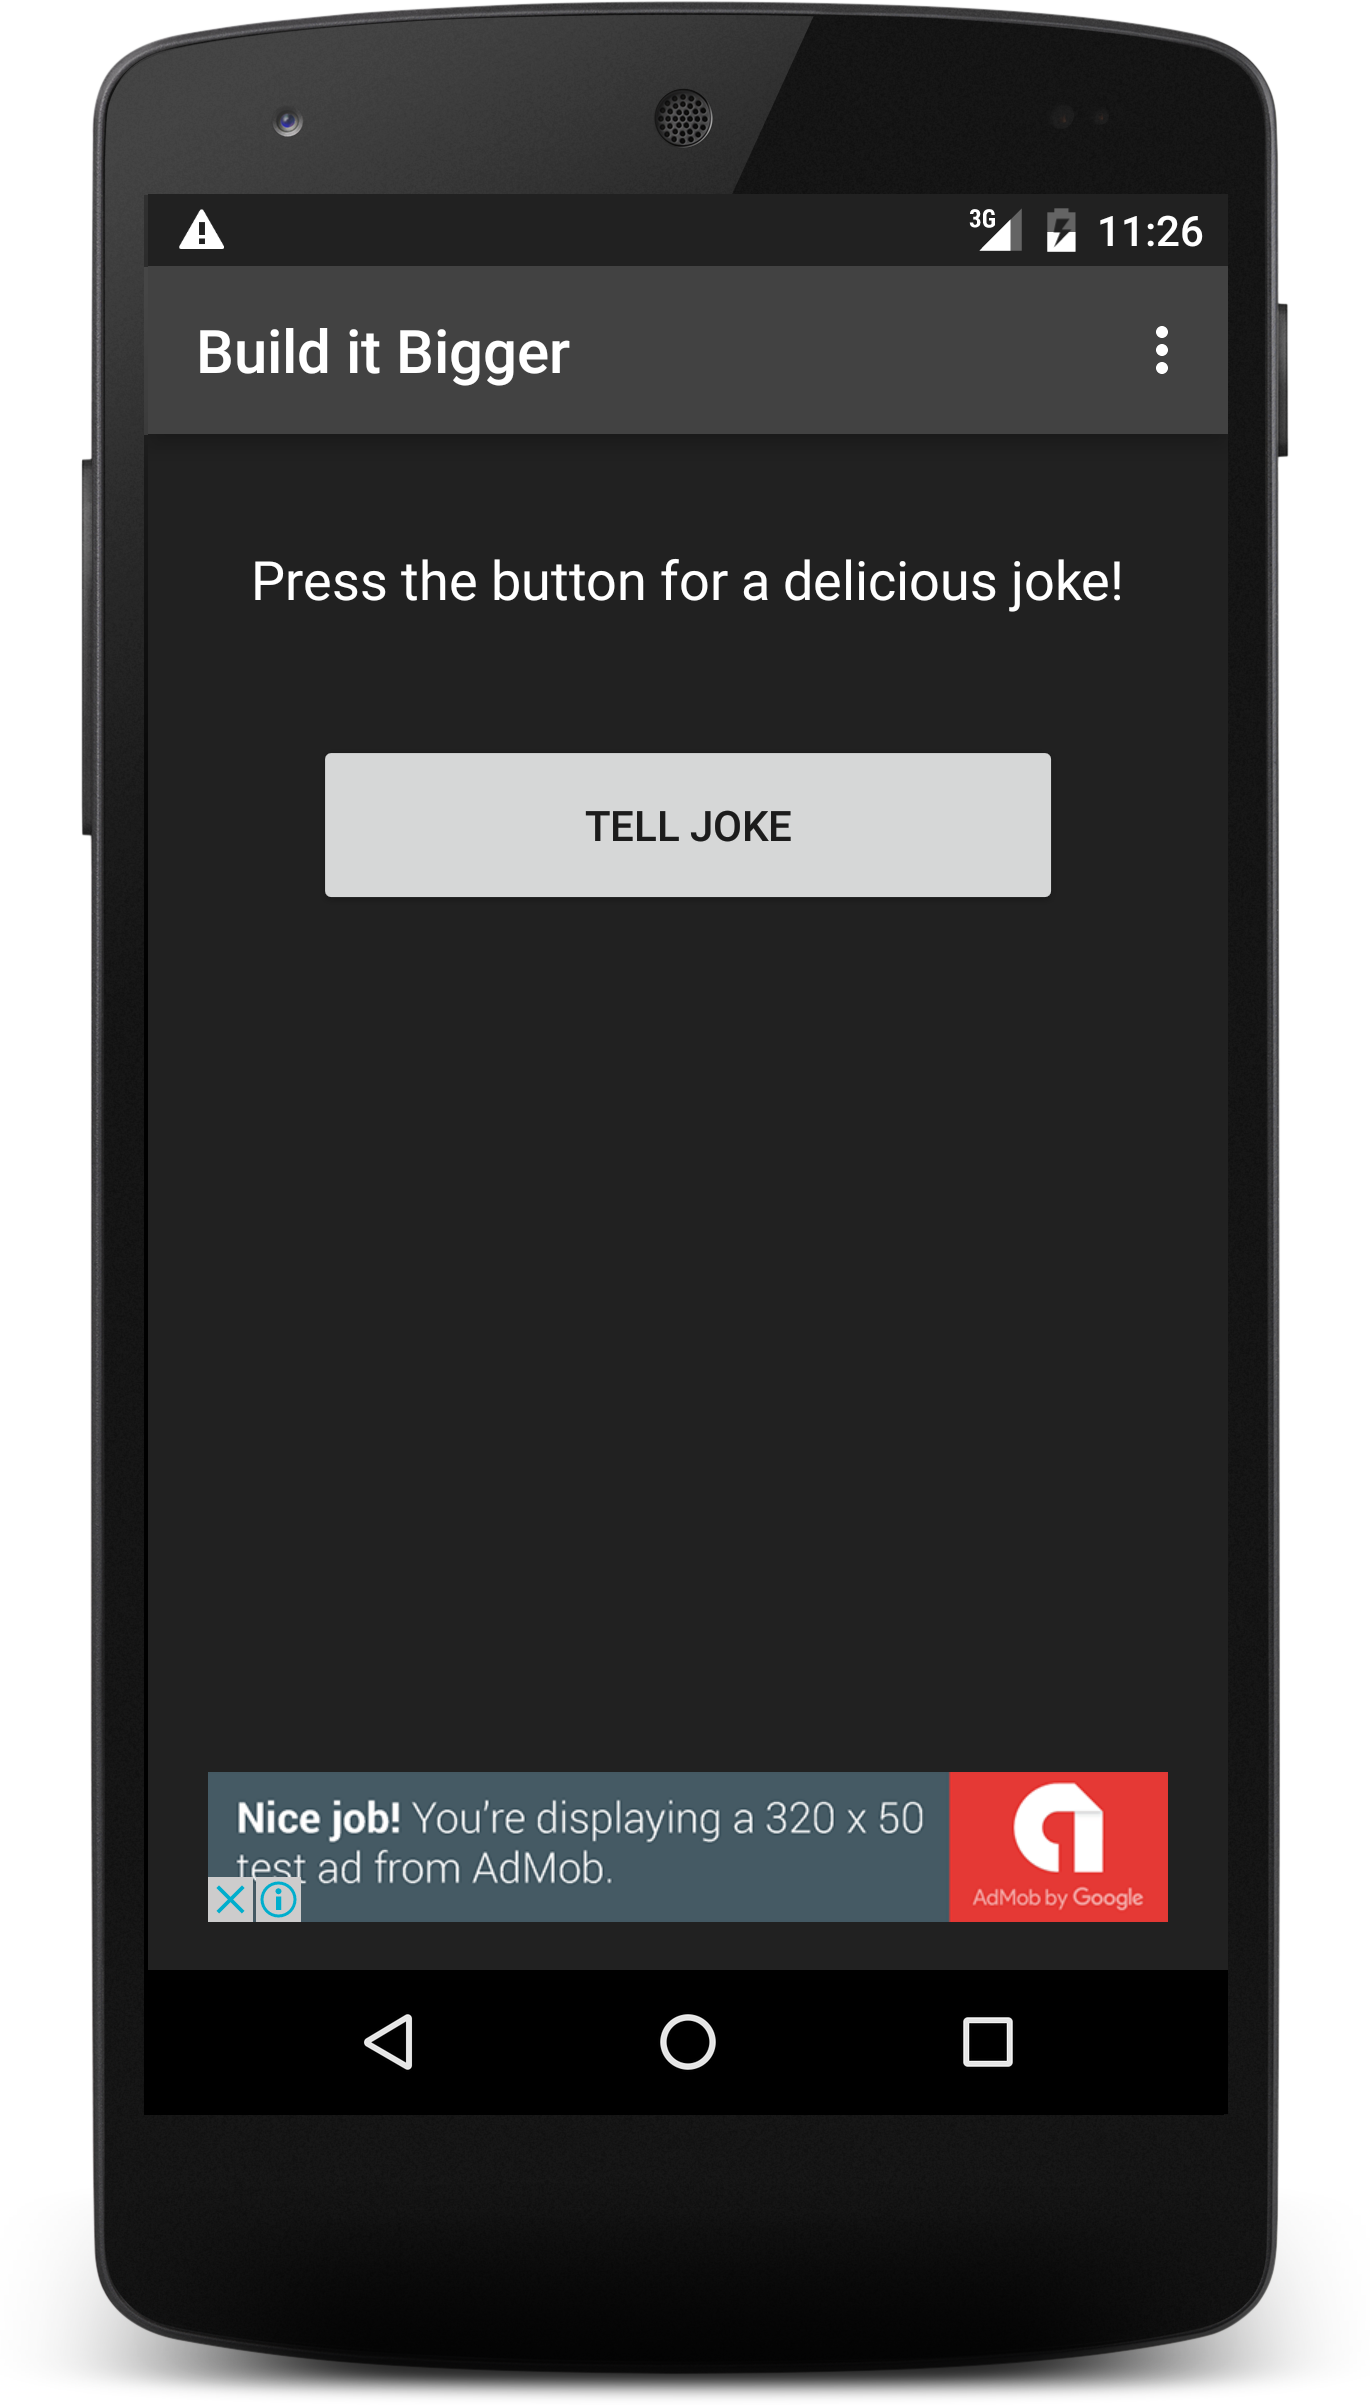 3G 11:26
Build it Bigger
Press the button for a delicious joke!
TELL JOKE
Nice job! You're displaying a 320 x 50
test ad from AdMob.
AdMob by Google